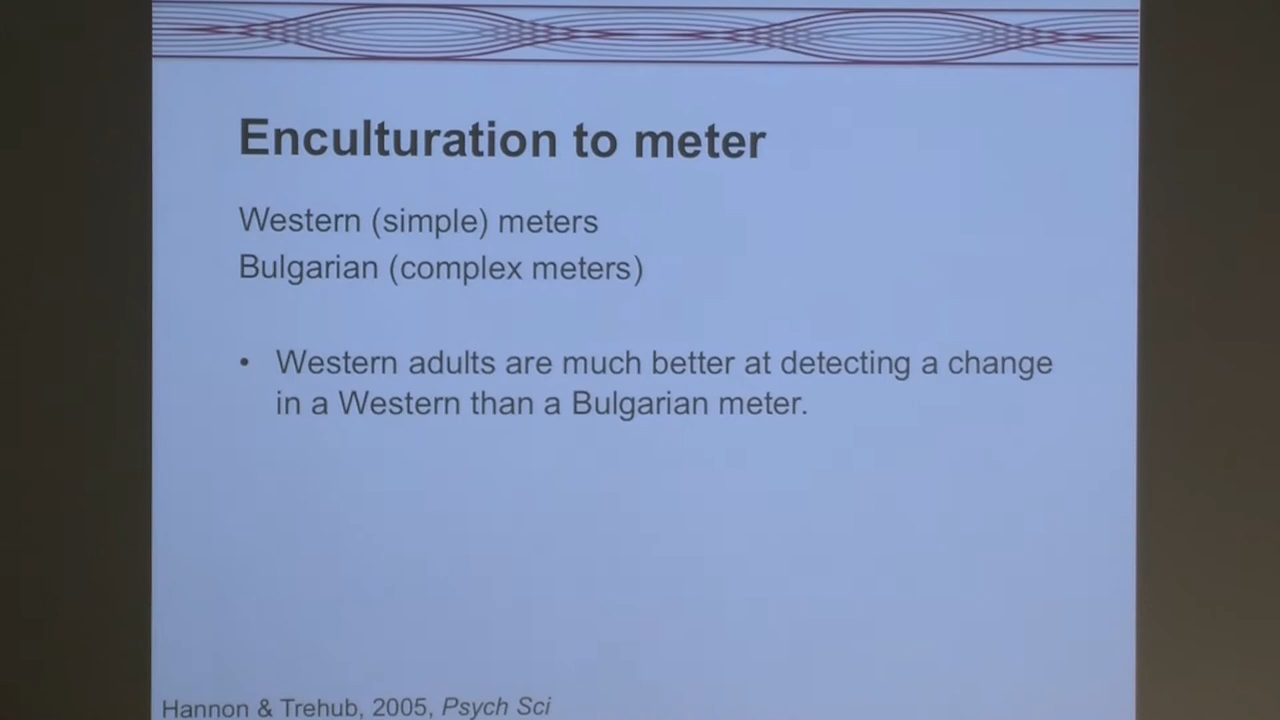 Enculturation to meter
Western (simple) meters
Bulgarian (complex meters)
• Western adults are much better at detecting a change
in a Western than a Bulgarian meter.
Hannon & Trehub, 2005, Psych Sci